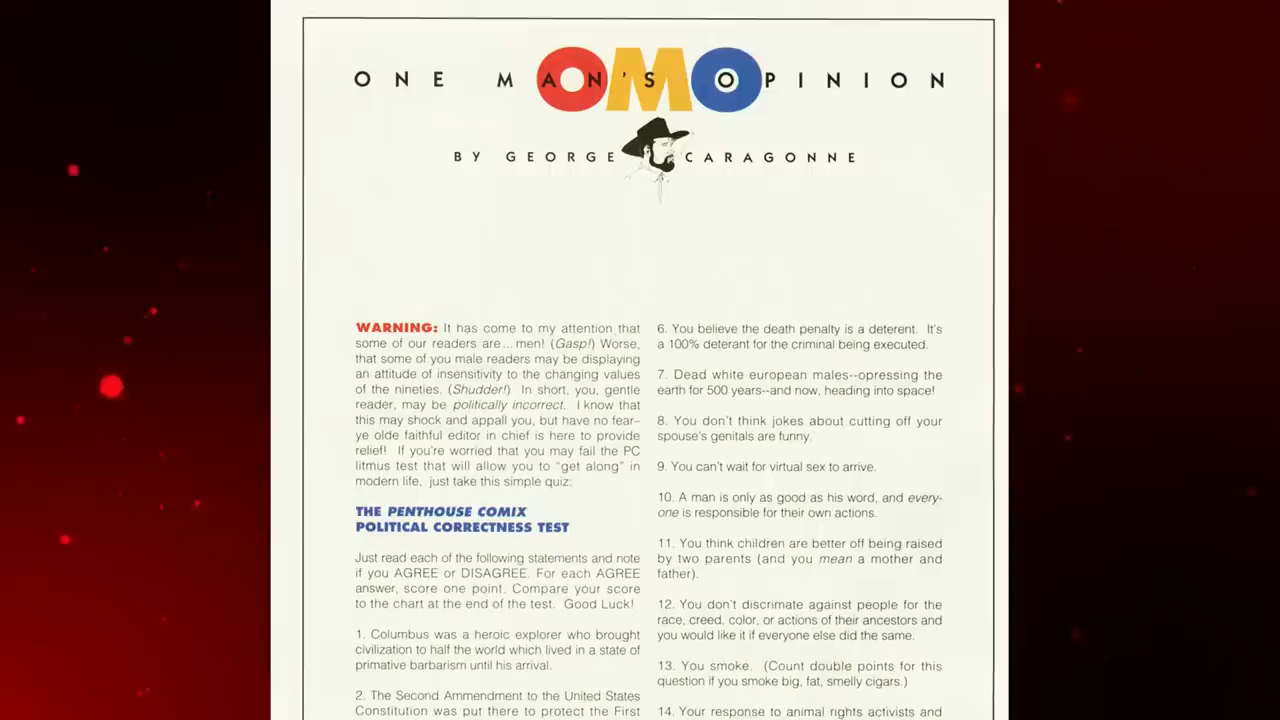 OMO
ONE MAN'S OPINION
BY GEORGE CARAGONNE
WARNING: It has come to my attention that
some of our readers are...men! (Gasp!) Worse,
that some of you male readers may be displaying
an attitude of insensitivity to the changing values
of the nineties. (Shudder!) In short, you, gentle
reader, may be politically incorrect. I know that
this may shock and appall you, but have no fear–
ye olde faithful editor in chief is here to provide
relief! If you're worried that you may fail the PC
litmus test that will allow you to "get along" in
modern life, just take this simple quiz:
THE PENTHOUSE COMIX
POLITICAL CORRECTNESS TEST
Just read each of the following statements and note
if you AGREE or DISAGREE. For each AGREE
answer, score one point. Compare your score
to the chart at the end of the test. Good Luck!
1. Columbus was a heroic explorer who brought
civilization to half the world which lived in a state of
primative barbarism until his arrival.
2. The Second Ammendment to the United States
Constitution was put there to protect the First
6. You believe the death penalty is a deterent. It's
a 100% deterant for the criminal being executed.
7. Dead white european males--opressing the
earth for 500 years--and now, heading into space!
8. You don't think jokes about cutting off your
spouse's genitals are funny.
9. You can't wait for virtual sex to arrive.
10. A man is only as good as his word, and every-
one is responsible for their own actions.
11. You think children are better off being raised
by two parents (and you mean a mother and
father).
12. You don't discrimate against people for the
race, creed, color, or actions of their ancestors and
you would like it if everyone else did the same.
13. You smoke. (Count double points for this
question if you smoke big, fat, smelly cigars.)
14. Your response to animal rights activists and